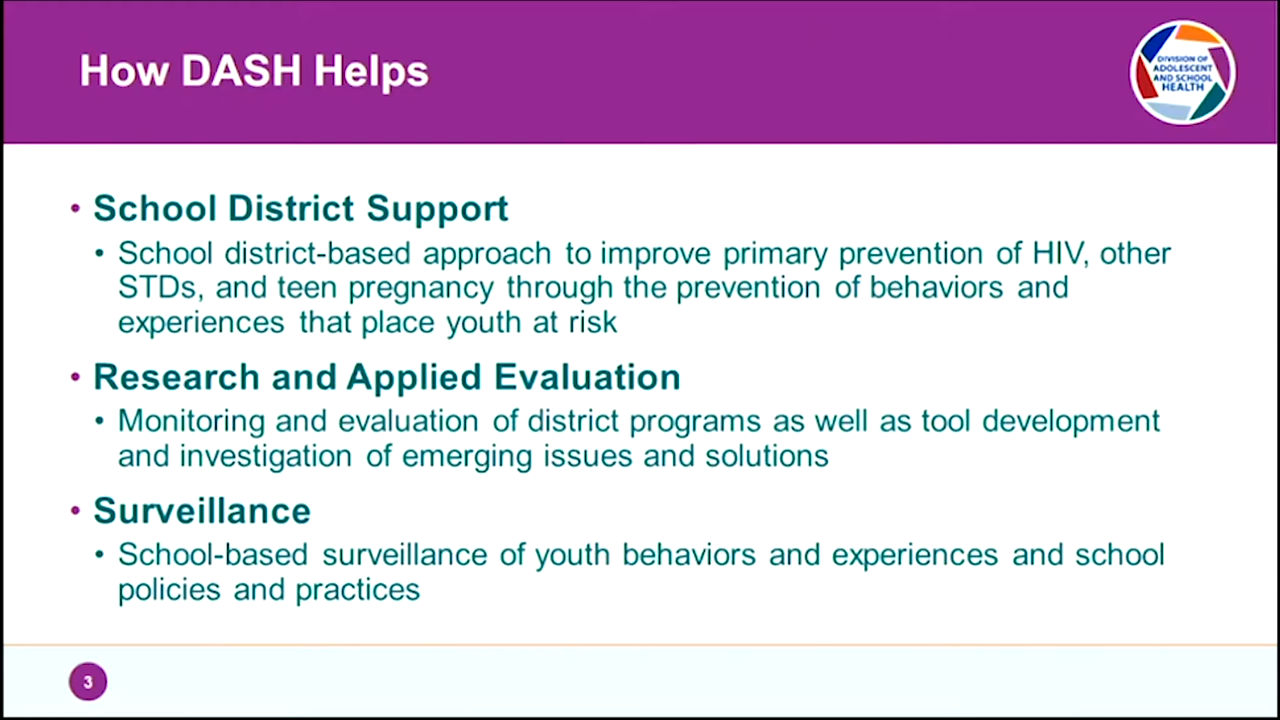 How DASH Helps
DIVISION OF
ADOLESCENT
AND SCHOOL
HEALTH
• School District Support
• School district-based approach to improve primary prevention of HIV, other
STDs, and teen pregnancy through the prevention of behaviors and
experiences that place youth at risk
• Research and Applied Evaluation
• Monitoring and evaluation of district programs as well as tool development
and investigation of emerging issues and solutions
• Surveillance
• School-based surveillance of youth behaviors and experiences and school
policies and practices
3